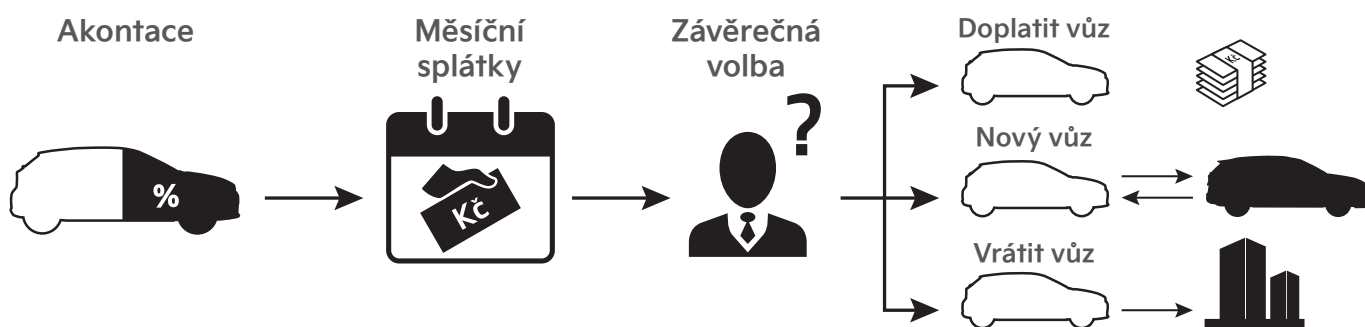 Akontace
Měsíční
splátky
Závěrečná
volba
Doplatit vůz
Nový vůz
Vrátit vůz
%
Kč
?
Kč